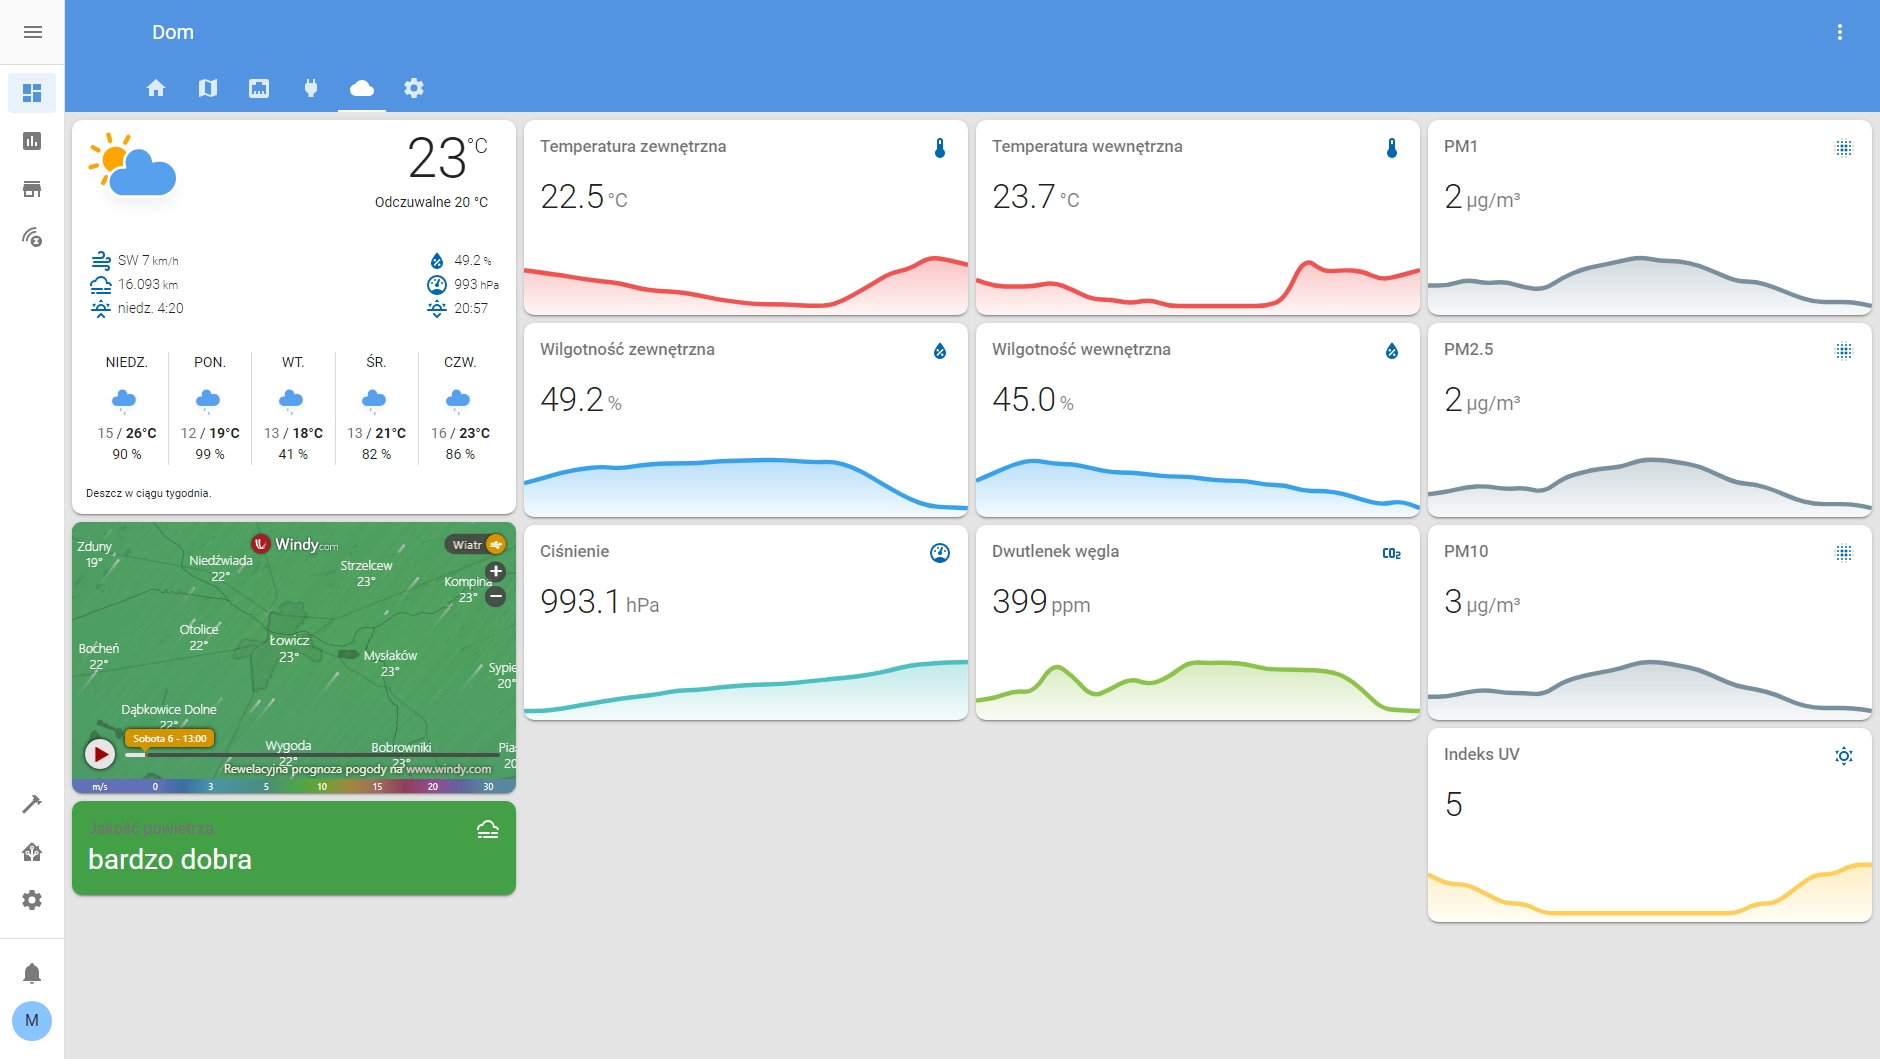 Dom
23 °C
Odczuwalne 20 °C
SW 7 km/h
49.2 %
16.093 km
993 hPa
niedz. 4:20
20:57
NIEDZ. PON. WT. ŚR. CZW.
15 / 26°C 12 / 19°C 13 / 18°C 13 / 21°C 16 / 23°C
90 % 99 % 41 % 82 % 86 %
Deszcz w ciągu tygodnia.
Temperatura zewnętrzna
22.5 °C
Temperatura wewnętrzna
23.7 °C
PM1
2 µg/m³
Wilgotność zewnętrzna
49.2 %
Wilgotność wewnętrzna
45.0 %
PM2.5
2 µg/m³
Ciśnienie
993.1 hPa
Dwutlenek węgla
CO2
399 ppm
PM10
3 µg/m³
Indeks UV
5
Windy.com
Wiatr
Zduny
19°
Niedźwiada
22°
Strzelcew
23°
Kompina
23°
+
−
Otolice
22°
Łowicz
23°
Bocheń
22°
Mysłaków
23°
Sypie
20°
Dąbkowice Dolne
22°
Sobota 6 - 13:00
Wygoda
22°
Bobrowniki
23°
Pias
20
Rewelacyjna prognoza pogody na www.windy.com
m/s 0 3 5 10 15 20 30
Jakość powietrza
bardzo dobra
M